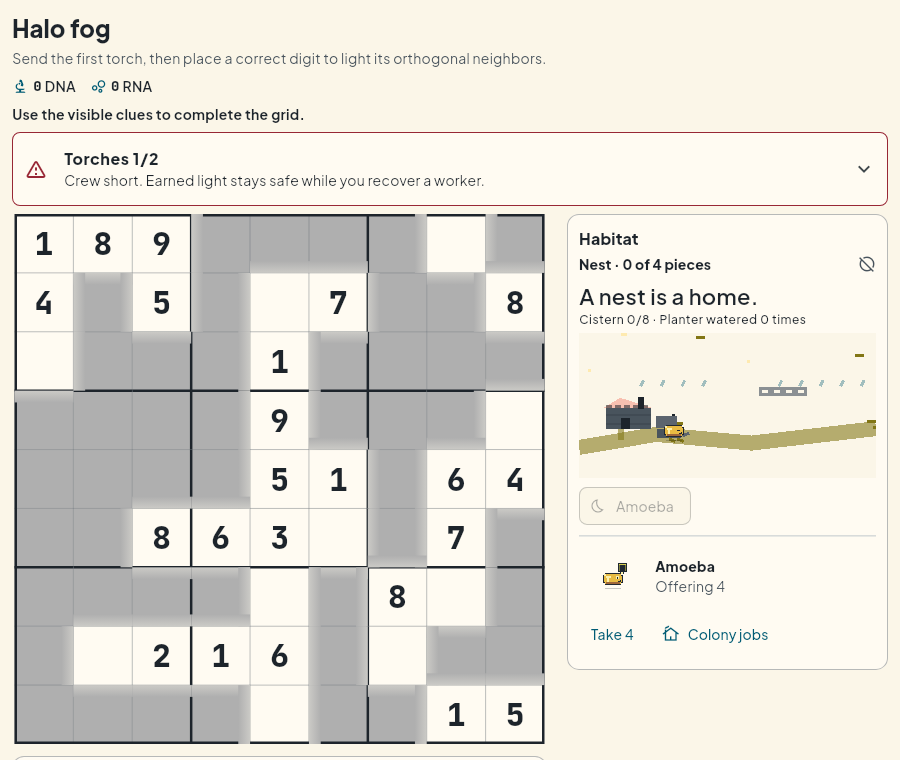 Halo fog
Send the first torch, then place a correct digit to light its orthogonal neighbors.
0 DNA 0 RNA
Use the visible clues to complete the grid.
Torches 1/2
Crew short. Earned light stays safe while you recover a worker.
1 8 9
4 5 7 8
1
9
5 1 6 4
8 6 3 7
8
2 1 6
1 5
Habitat
Nest · 0 of 4 pieces
A nest is a home.
Cistern 0/8 · Planter watered 0 times
Amoeba
Amoeba
Offering 4
Take 4 Colony jobs